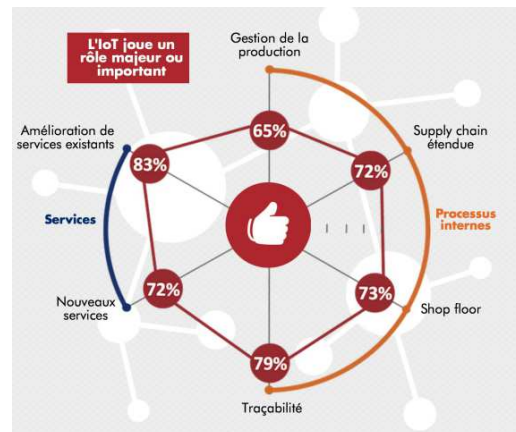 L'IoT joue un
rôle majeur ou
important
Gestion de la
production
65%
Amélioration de
services existants
83%
Supply chain
étendue
72%
Services
Processus
internes
Nouveaux
services
72%
73%
Shop floor
79%
Traçabilité